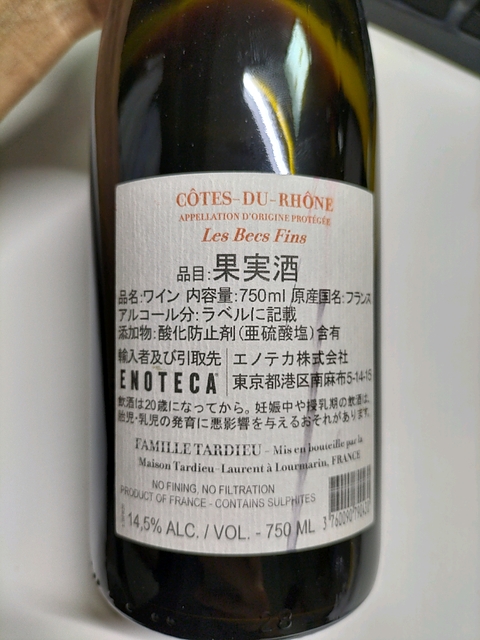 CÔTES-DU-RHÔNE
APPELLATION D'ORIGINE PROTÉGÉE
Les Becs Fins
品目:果実酒
品名:ワイン 内容量:750ml 原産国名:フランス
アルコール分:ラベルに記載
添加物:酸化防止剤(亜硫酸塩)含有
輸入者及び引取先 エノテカ株式会社
ENOTECA 東京都港区南麻布5-14-15
飲酒は20歳になってから。妊娠中や授乳期の飲酒は、
胎児・乳児の発育に悪影響を与えるおそれがあります。
FAMILLE TARDIEU - Mis en bouteille par la
Maison Tardieu-Laurent à Lourmarin, FRANCE
NO FINING, NO FILTRATION
PRODUCT OF FRANCE - CONTAINS SULPHITES
14,5% ALC. / VOL. - 750 ML